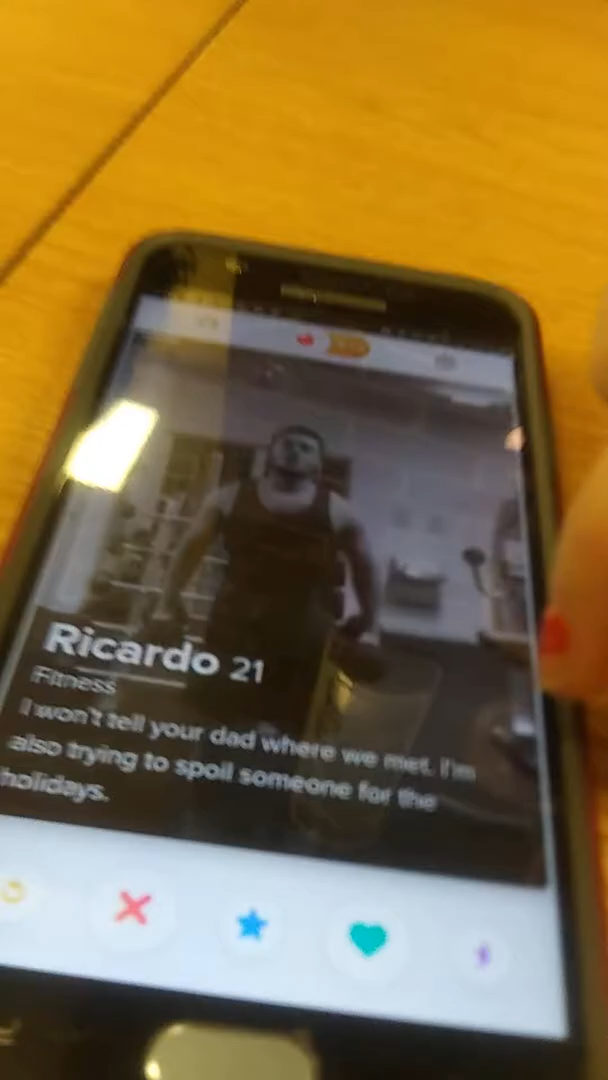 Ricardo 21
Fitness
I won't tell your dad where we met. I'm
also trying to spoil someone for the
holidays.